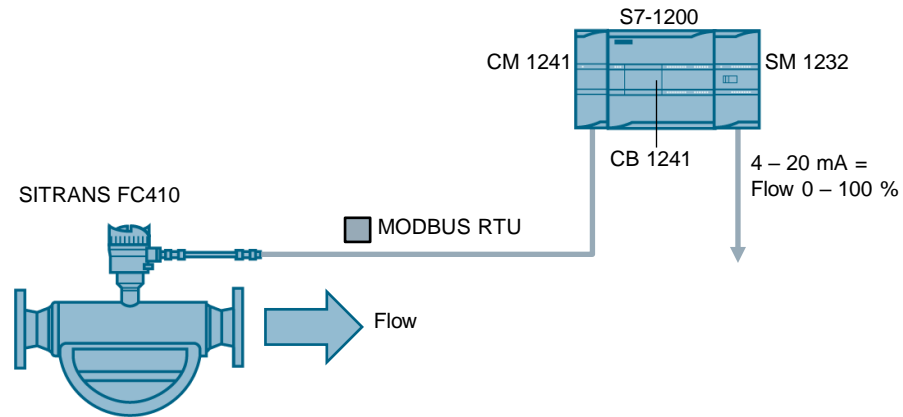 S7-1200
CM 1241
SM 1232
CB 1241
4 – 20 mA =
Flow 0 – 100 %
SITRANS FC410
MODBUS RTU
Flow